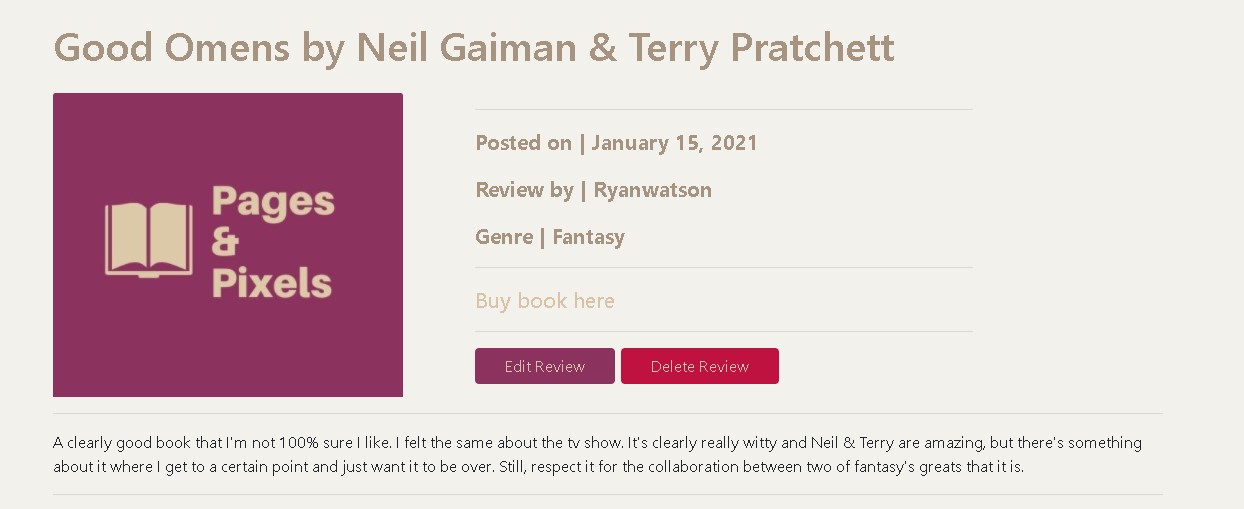 Good Omens by Neil Gaiman & Terry Pratchett
Pages
&
Pixels
Posted on | January 15, 2021
Review by | Ryanwatson
Genre | Fantasy
Buy book here
Edit Review
Delete Review
A clearly good book that I'm not 100% sure I like. I felt the same about the tv show. It's clearly really witty and Neil & Terry are amazing, but there's something
about it where I get to a certain point and just want it to be over. Still, respect it for the collaboration between two of fantasy's greats that it is.